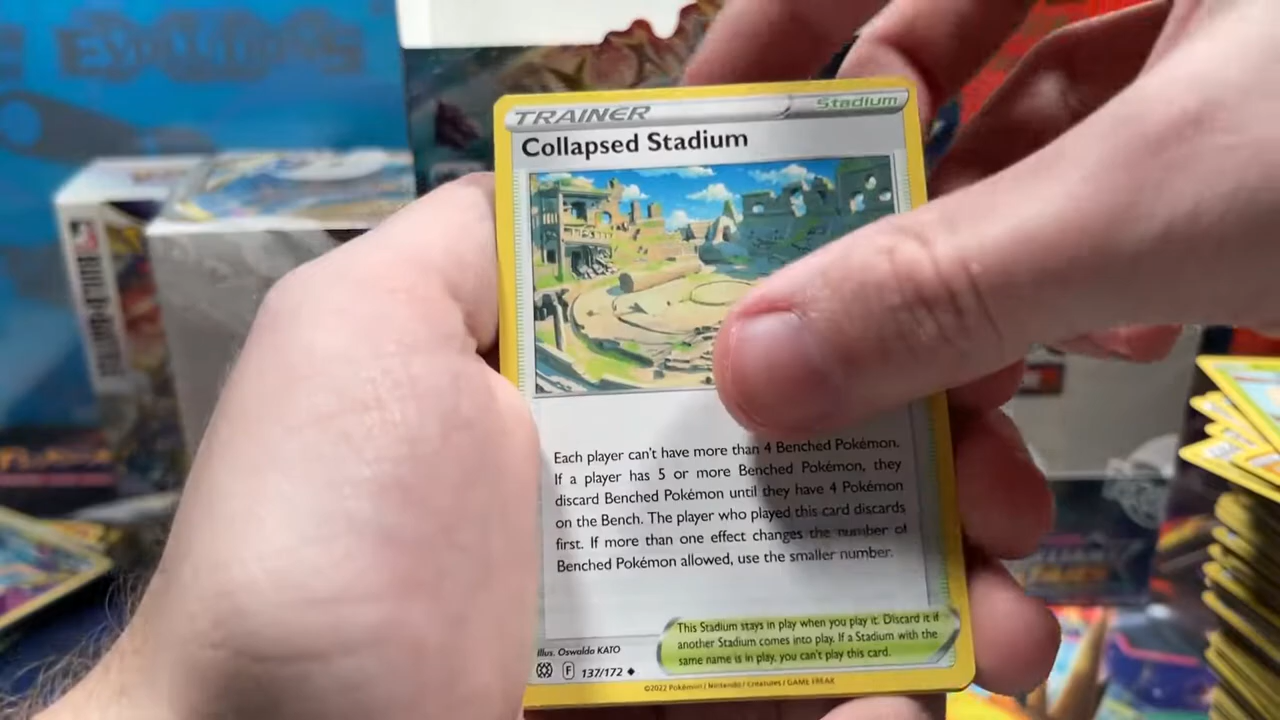 EVOLUTIONS
TRAINER
Stadium
Collapsed Stadium
Each player can't have more than 4 Benched Pokémon.
If a player has 5 or more Benched Pokémon, they
discard Benched Pokémon until they have 4 Pokémon
on the Bench. The player who played this card discards
first. If more than one effect changes the number of
Benched Pokémon allowed, use the smaller number.
This Stadium stays in play when you play it. Discard it if
another Stadium comes into play. If a Stadium with the
same name is in play, you can't play this card.
Illus. Oswaldo KATO
F 137/172
©2022 Pokémon / Nintendo / Creatures / GAME FREAK